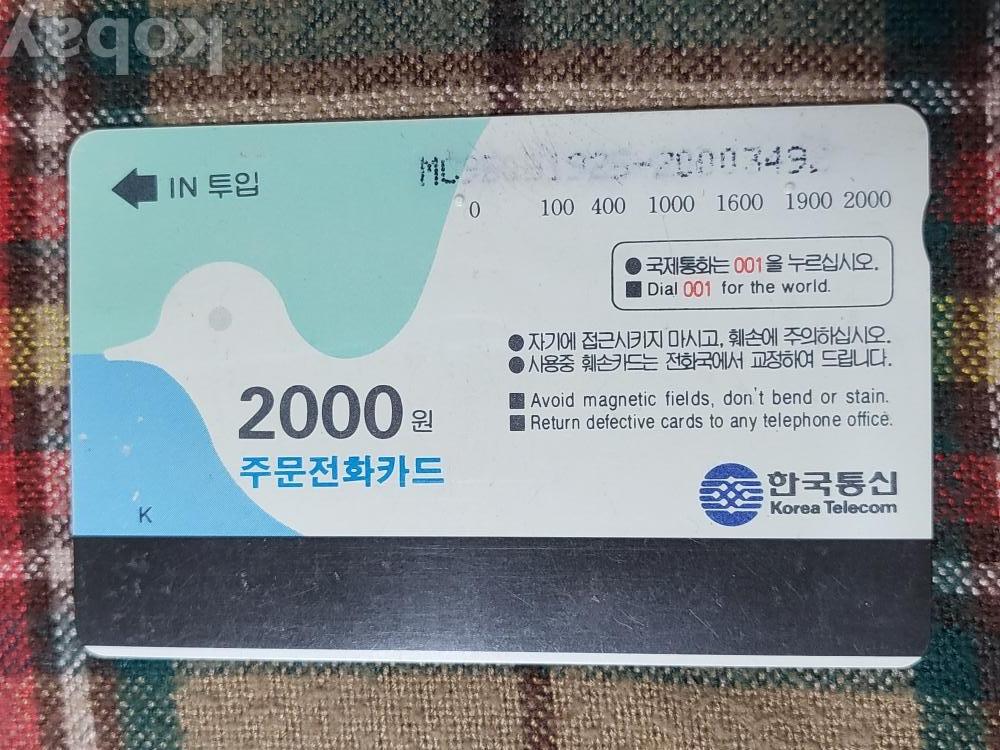 kobay
IN 투입
0 100 400 1000 1600 1900 2000
● 국제통화는 001을 누르십시오.
■ Dial 001 for the world.
● 자기에 접근시키지 마시고, 훼손에 주의하십시오.
● 사용중 훼손카드는 전화국에서 교정하여 드립니다.
■ Avoid magnetic fields, don't bend or stain.
■ Return defective cards to any telephone office.
2000원
주문전화카드
K
한국통신
Korea Telecom